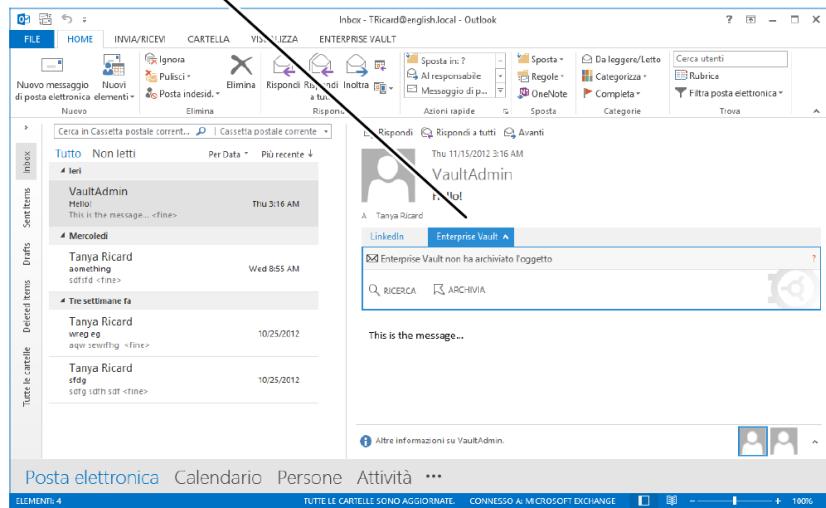 Inbox - TRicard@english.local - Outlook
FILE HOME INVIA/RICEVI CARTELLA VISUALIZZA ENTERPRISE VAULT
Nuovo messaggio di posta elettronica
Nuovi elementi
Nuovo
Ignora
Pulisci
Posta indesid.
Elimina
Elimina
Rispondi
Rispondi a tutti
Inoltra
Sposta in: ?
Al responsabile
Messaggio di p...
Azioni rapide
Sposta
Regole
OneNote
Sposta
Da leggere/Letto
Categorizza
Completa
Categorie
Cerca utenti
Rubrica
Filtra posta elettronica
Trova
Inbox
Sent Items
Drafts
Deleted Items
Tutte le cartelle
Cerca in Cassetta postale corrent... Cassetta postale corrente
Tutto Non letti Per Data Più recente
Ieri
VaultAdmin
Hello! Thu 3:16 AM
This is the message... <fine>
Mercoledì
Tanya Ricard
aomething Wed 8:55 AM
sdfsfd <fine>
Tre settimane fa
Tanya Ricard
wreg eg 10/25/2012
<fine>
Tanya Ricard
sfdg 10/25/2012
sdfg sdfh sdf <fine>
Rispondi Rispondi a tutti Avanti
Thu 11/15/2012 3:16 AM
VaultAdmin
Hello!
A Tanya Ricard
LinkedIn Enterprise Vault
Enterprise Vault non ha archiviato l'oggetto ?
RICERCA ARCHIVIA
This is the message...
Altre informazioni su VaultAdmin.
Posta elettronica Calendario Persone Attività •••
ELEMENTI: 4 TUTTE LE CARTELLE SONO AGGIORNATE. CONNESSO A: MICROSOFT EXCHANGE 100%